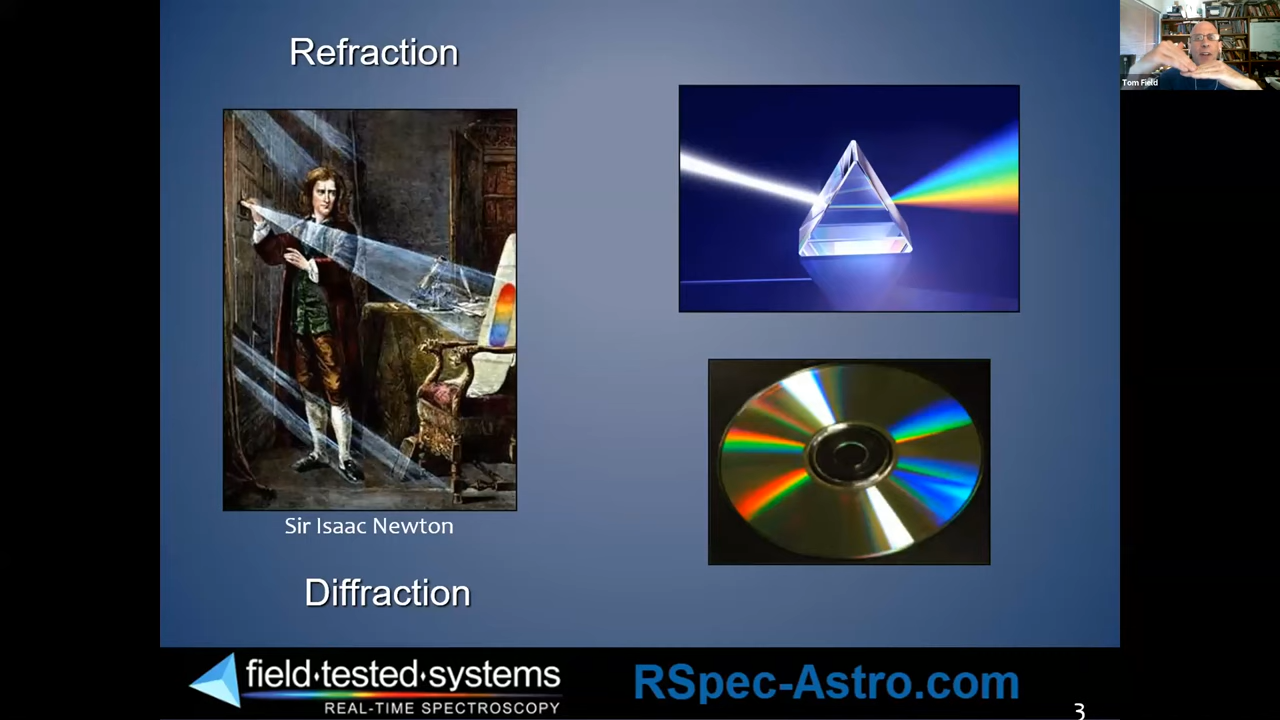 Refraction
Tom Field
Sir Isaac Newton
Diffraction
field·tested·systems
REAL-TIME SPECTROSCOPY
RSpec-Astro.com
3